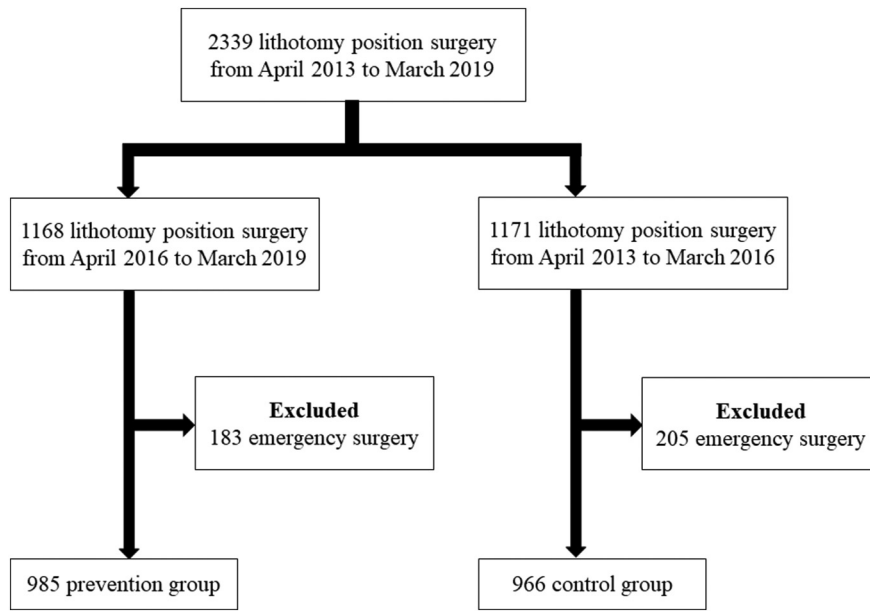 2339 lithotomy position surgery
from April 2013 to March 2019
1168 lithotomy position surgery
from April 2016 to March 2019
1171 lithotomy position surgery
from April 2013 to March 2016
Excluded
183 emergency surgery
Excluded
205 emergency surgery
985 prevention group
966 control group